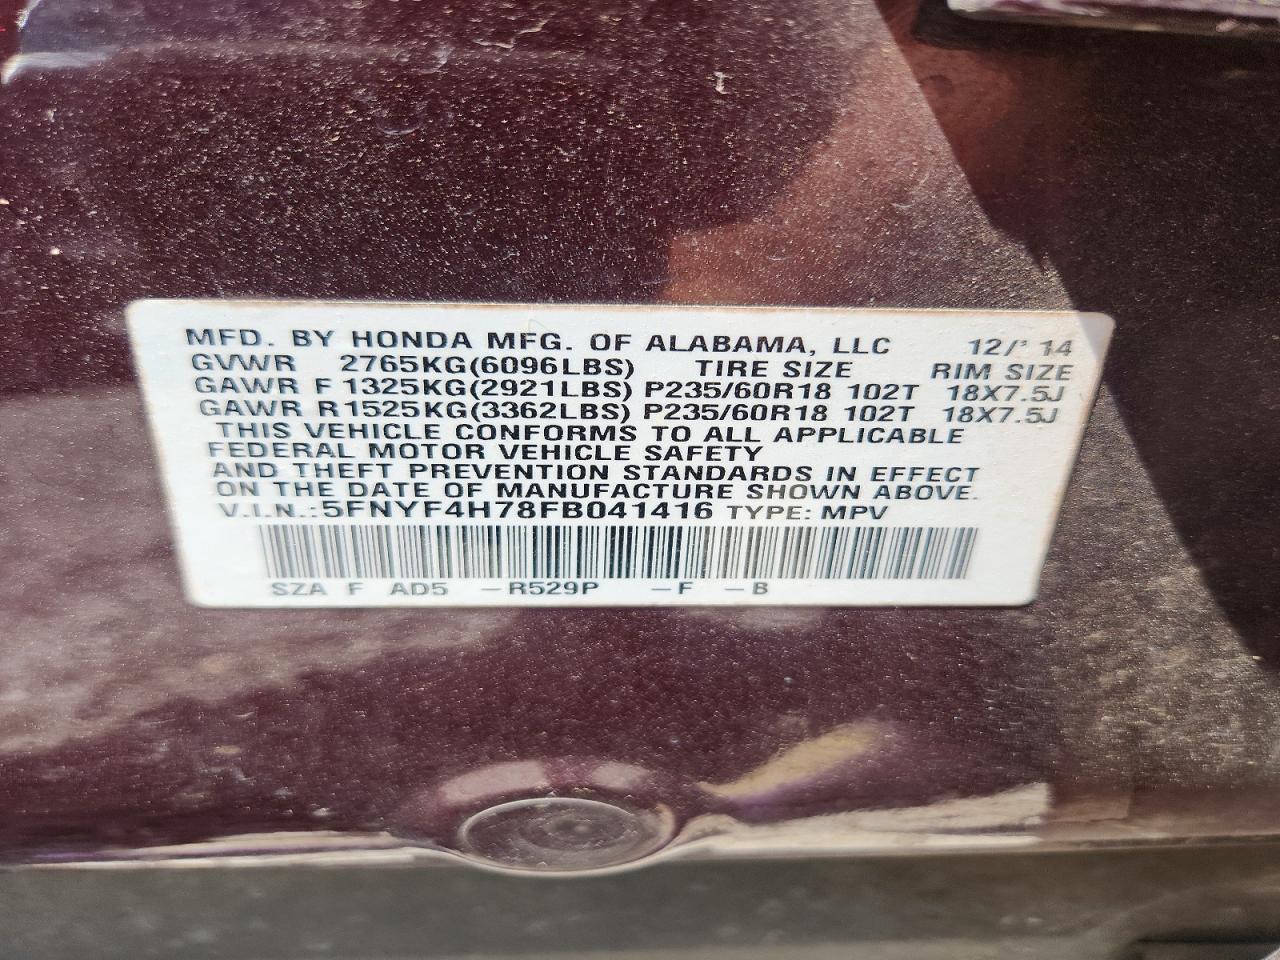 MFD. BY HONDA MFG. OF ALABAMA, LLC 12/14
GVWR 2765KG(6096LBS) TIRE SIZE RIM SIZE
GAWR F 1325KG(2921LBS) P235/60R18 102T 18X7.5J
GAWR R1525KG(3362LBS) P235/60R18 102T 18X7.5J
THIS VEHICLE CONFORMS TO ALL APPLICABLE
FEDERAL MOTOR VEHICLE SAFETY
AND THEFT PREVENTION STANDARDS IN EFFECT
ON THE DATE OF MANUFACTURE SHOWN ABOVE.
V.I.N.:5FNYF4H78FB041416 TYPE: MPV
SZA F AD5 -R529P -F -B